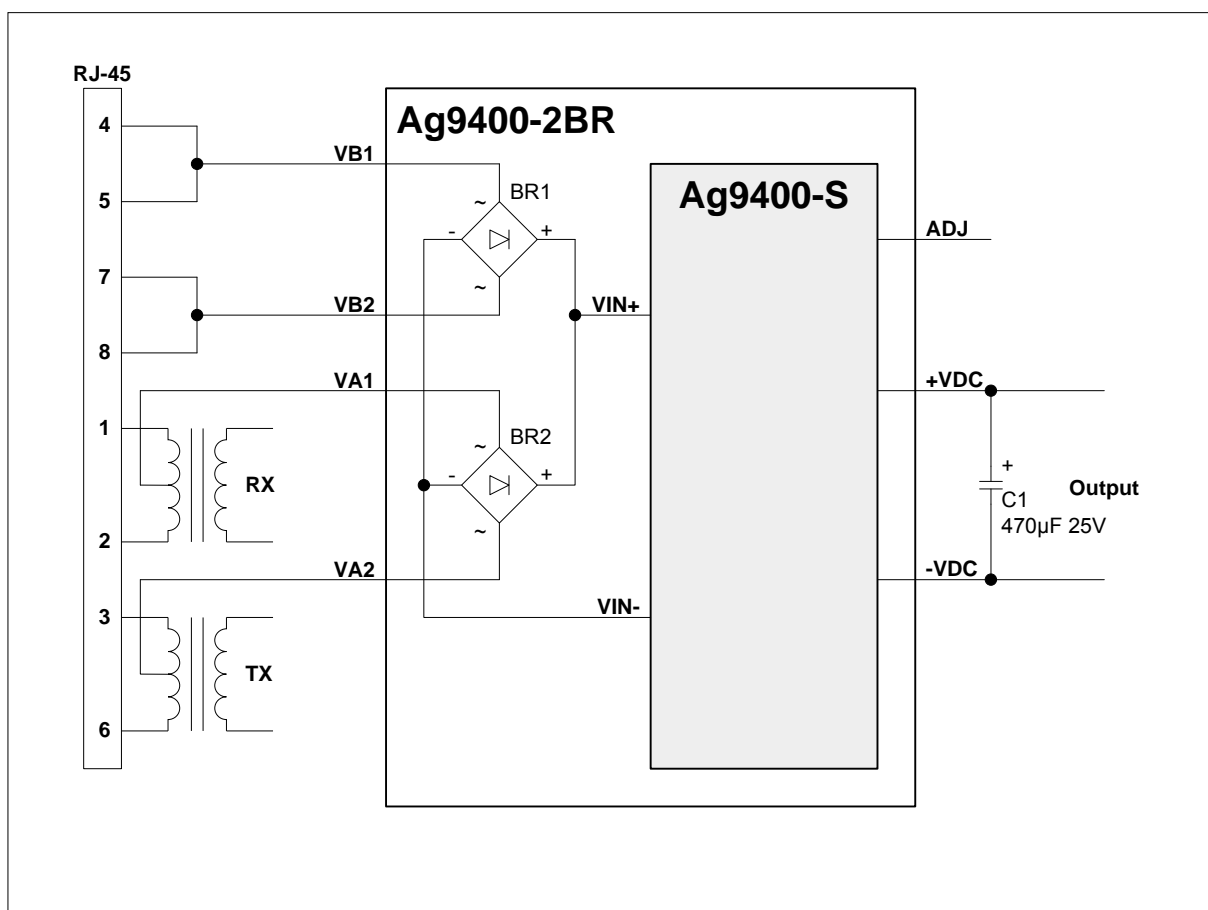 RJ-45
4
5
7
8
1
2
3
6
RX
TX
VB1
VB2
VA1
VA2
Ag9400-2BR
~
BR1
-
+
~
~
BR2
-
+
~
VIN+
VIN-
Ag9400-S
ADJ
+VDC
-VDC
+
C1
470µF 25V
Output